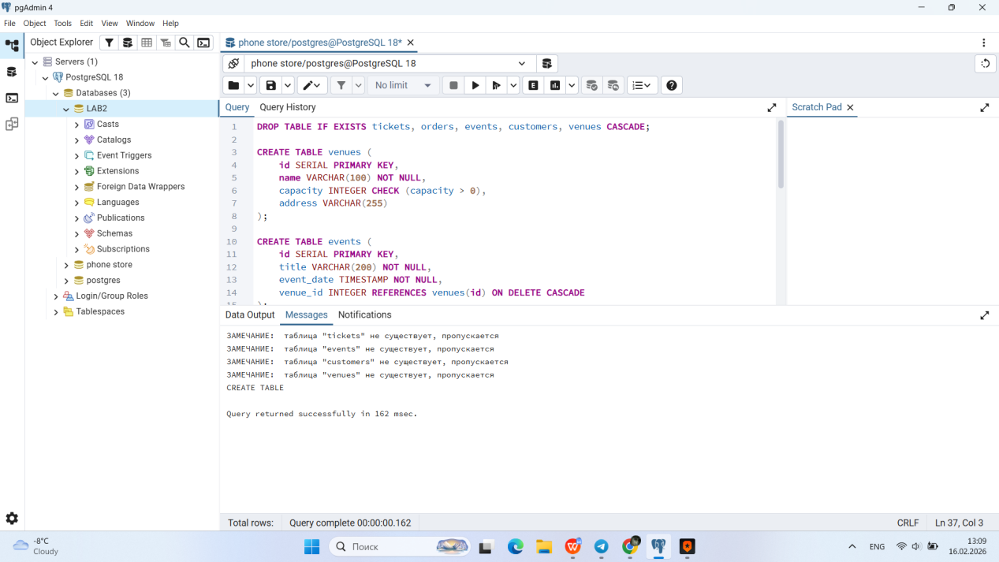 pgAdmin 4
File Object Tools Edit View Window Help
Object Explorer
phone store/postgres@PostgreSQL 18*
Servers (1)
PostgreSQL 18
Databases (3)
LAB2
Casts
Catalogs
Event Triggers
Extensions
Foreign Data Wrappers
Languages
Publications
Schemas
Subscriptions
phone store
postgres
Login/Group Roles
Tablespaces
phone store/postgres@PostgreSQL 18
No limit
E
Query Query History
Scratch Pad
1 DROP TABLE IF EXISTS tickets, orders, events, customers, venues CASCADE;
2
3 CREATE TABLE venues (
4 id SERIAL PRIMARY KEY,
5 name VARCHAR(100) NOT NULL,
6 capacity INTEGER CHECK (capacity > 0),
7 address VARCHAR(255)
8 );
9
10 CREATE TABLE events (
11 id SERIAL PRIMARY KEY,
12 title VARCHAR(200) NOT NULL,
13 event_date TIMESTAMP NOT NULL,
14 venue_id INTEGER REFERENCES venues(id) ON DELETE CASCADE
15 );
Data Output Messages Notifications
ЗАМЕЧАНИЕ: таблица "tickets" не существует, пропускается
ЗАМЕЧАНИЕ: таблица "events" не существует, пропускается
ЗАМЕЧАНИЕ: таблица "customers" не существует, пропускается
ЗАМЕЧАНИЕ: таблица "venues" не существует, пропускается
CREATE TABLE
Query returned successfully in 162 msec.
Total rows: Query complete 00:00:00.162
CRLF Ln 37, Col 3
-8°C
Cloudy
Поиск
ENG
13:09
16.02.2026